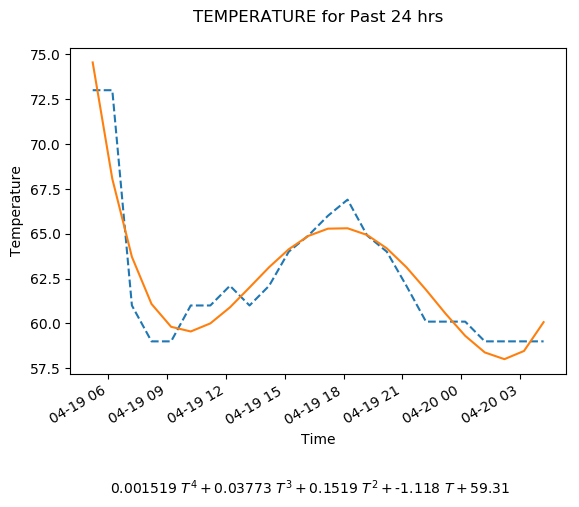 TEMPERATURE for Past 24 hrs
75.0
72.5
70.0
67.5
65.0
62.5
60.0
57.5
Temperature
04-19 06 04-19 09 04-19 12 04-19 15 04-19 18 04-19 21 04-20 00 04-20 03
Time
0.001519 T⁴ + 0.03773 T³ + 0.1519 T² + -1.118 T + 59.31